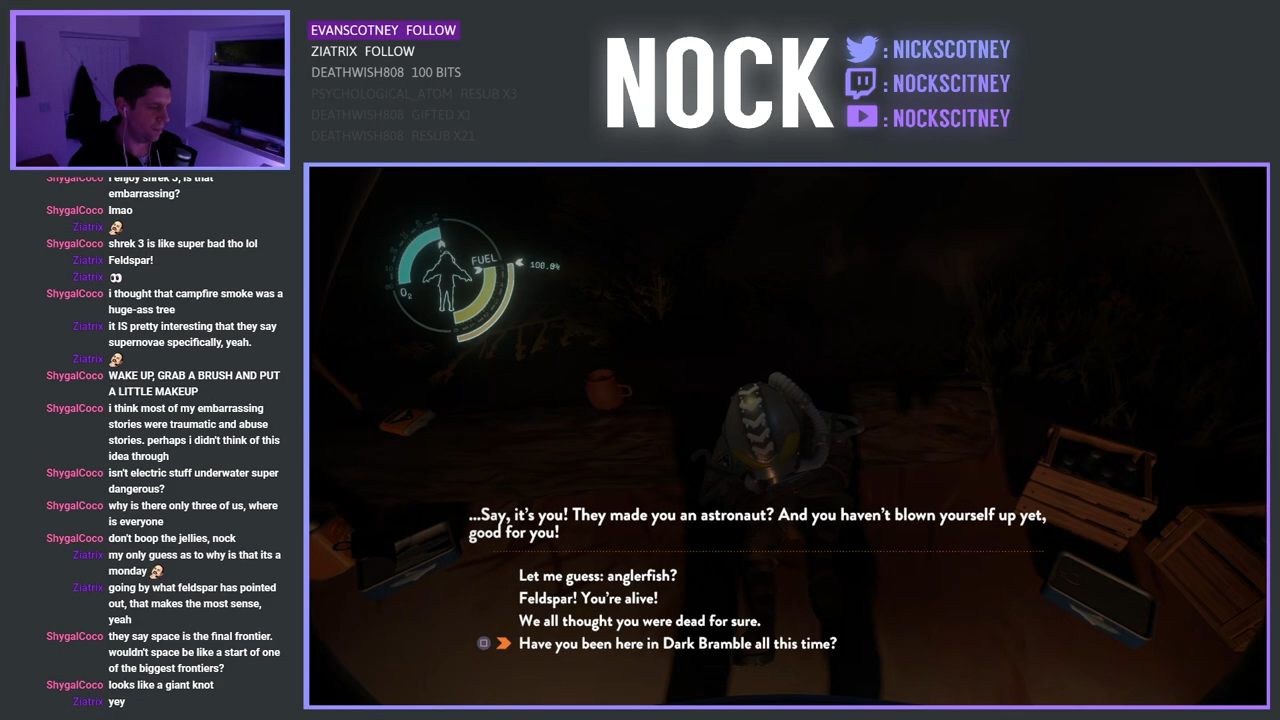 EVANSCOTNEY FOLLOW
ZIATRIX FOLLOW
DEATHWISH808 100 BITS
PSYCHOLOGICAL_ATOM RESUB X3
DEATHWISH808 GIFTED X1
DEATHWISH808 RESUB X21
NOCK
: NICKSCOTNEY
: NOCKSCITNEY
: NOCKSCITNEY
ShygalCoco i enjoy shrek 3, is that
embarrassing?
ShygalCoco lmao
Ziatrix
ShygalCoco shrek 3 is like super bad tho lol
Ziatrix Feldspar!
Ziatrix
ShygalCoco i thought that campfire smoke was a
huge-ass tree
Ziatrix it IS pretty interesting that they say
supernovae specifically, yeah.
Ziatrix
ShygalCoco WAKE UP, GRAB A BRUSH AND PUT
A LITTLE MAKEUP
ShygalCoco i think most of my embarrassing
stories were traumatic and abuse
stories. perhaps i didn't think of this
idea through
ShygalCoco isn't electric stuff underwater super
dangerous?
ShygalCoco why is there only three of us, where
is everyone
ShygalCoco don't boop the jellies, nock
Ziatrix my only guess as to why is that its a
monday
Ziatrix going by what feldspar has pointed
out, that makes the most sense,
yeah
ShygalCoco they say space is the final frontier.
wouldn't space be like a start of one
of the biggest frontiers?
ShygalCoco looks like a giant knot
Ziatrix yey
FUEL
100.0%
O2
...Say, it's you! They made you an astronaut? And you haven't blown yourself up yet,
good for you!
Let me guess: anglerfish?
Feldspar! You're alive!
We all thought you were dead for sure.
Have you been here in Dark Bramble all this time?